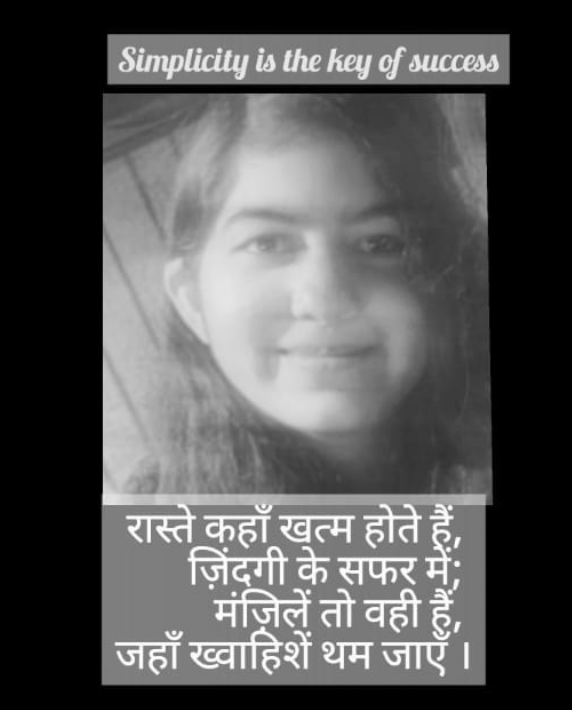 Simplicity is the key of success
रास्ते कहाँ खत्म होते हैं,
ज़िंदगी के सफर में;
मंज़िलें तो वही हैं,
जहाँ ख्वाहिशें थम जाएँ ।